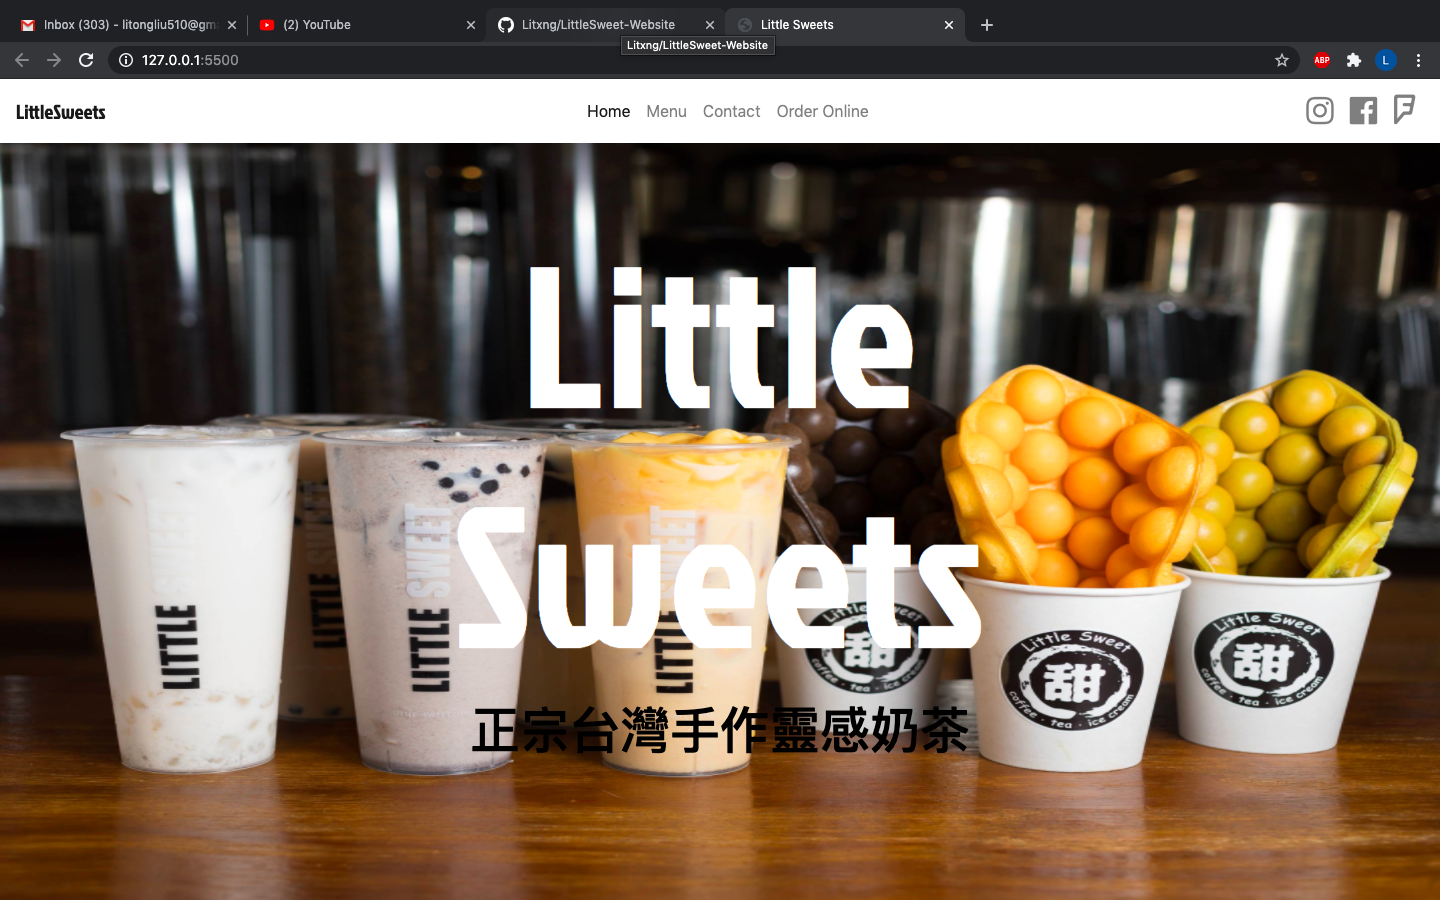 Inbox (303) - litongliu510@gm
(2) YouTube
Litxng/LittleSweet-Website
Little Sweets
Litxng/LittleSweet-Website
127.0.0.1:5500
ABP
L
LittleSweets
Home
Menu
Contact
Order Online
Little
Sweets
正宗台灣手作靈感奶茶
LITTLE SWEET
LITTLE SWEET
LITTLE SWEET
LITTLE
Little Sweet
甜
coffee · tea · ice cream
Little Sweet
甜
coffee · tea · ice cream
Little Sweet
甜
coffee · tea · ice cream